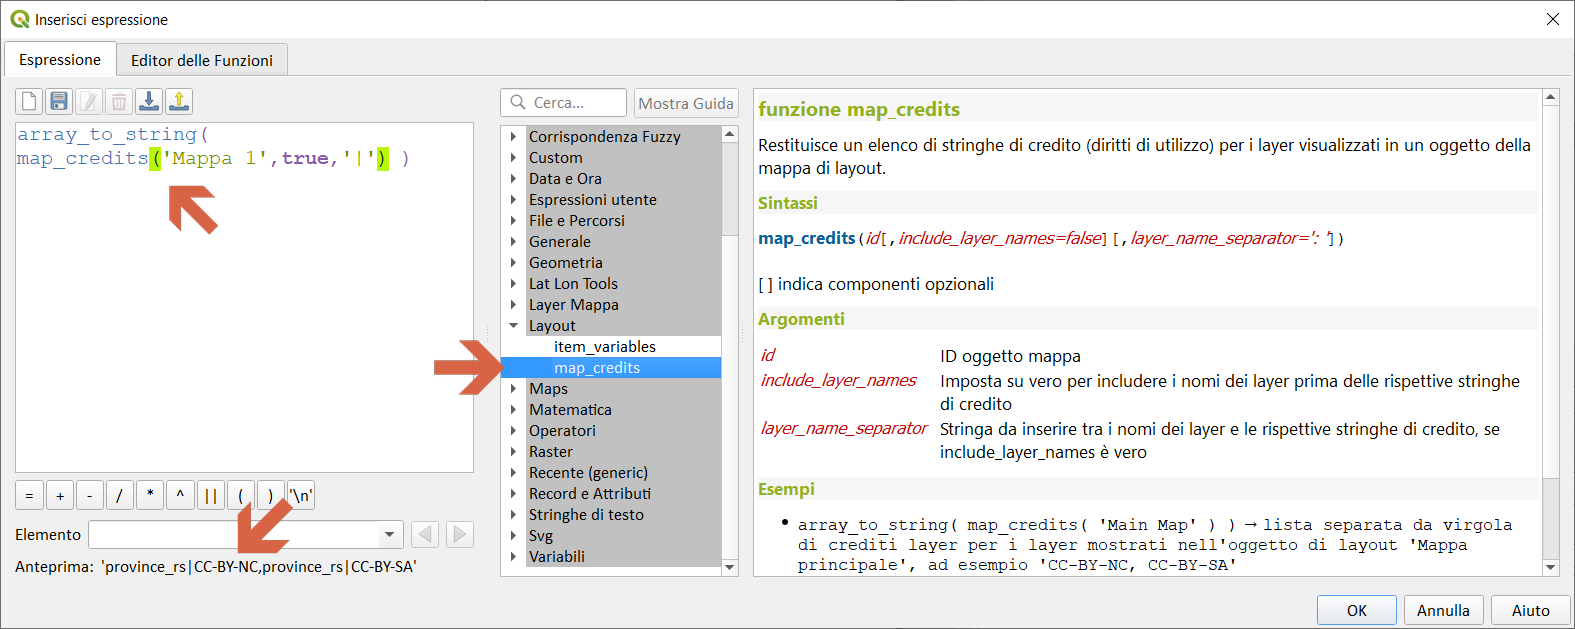 Inserisci espressione
Espressione
Editor delle Funzioni
array_to_string(
map_credits('Mappa 1',true,'|') )
= + - / * ^ || ( ) '\n'
Elemento
Anteprima: 'province_rs|CC-BY-NC,province_rs|CC-BY-SA'
Cerca...
Mostra Guida
Corrispondenza Fuzzy
Custom
Data e Ora
Espressioni utente
File e Percorsi
Generale
Geometria
Lat Lon Tools
Layer Mappa
Layout
item_variables
map_credits
Maps
Matematica
Operatori
Raster
Recente (generic)
Record e Attributi
Stringhe di testo
Svg
Variabili
funzione map_credits
Restituisce un elenco di stringhe di credito (diritti di utilizzo) per i layer visualizzati in un oggetto della
mappa di layout.
Sintassi
map_credits(id[,include_layer_names=false][,layer_name_separator=': '])
[ ] indica componenti opzionali
Argomenti
id ID oggetto mappa
include_layer_names Imposta su vero per includere i nomi dei layer prima delle rispettive stringhe
di credito
layer_name_separator Stringa da inserire tra i nomi dei layer e le rispettive stringhe di credito, se
include_layer_names è vero
Esempi
• array_to_string( map_credits( 'Main Map' ) ) → lista separata da virgola
di crediti layer per i layer mostrati nell'oggetto di layout 'Mappa
principale', ad esempio 'CC-BY-NC, CC-BY-SA'
OK
Annulla
Aiuto